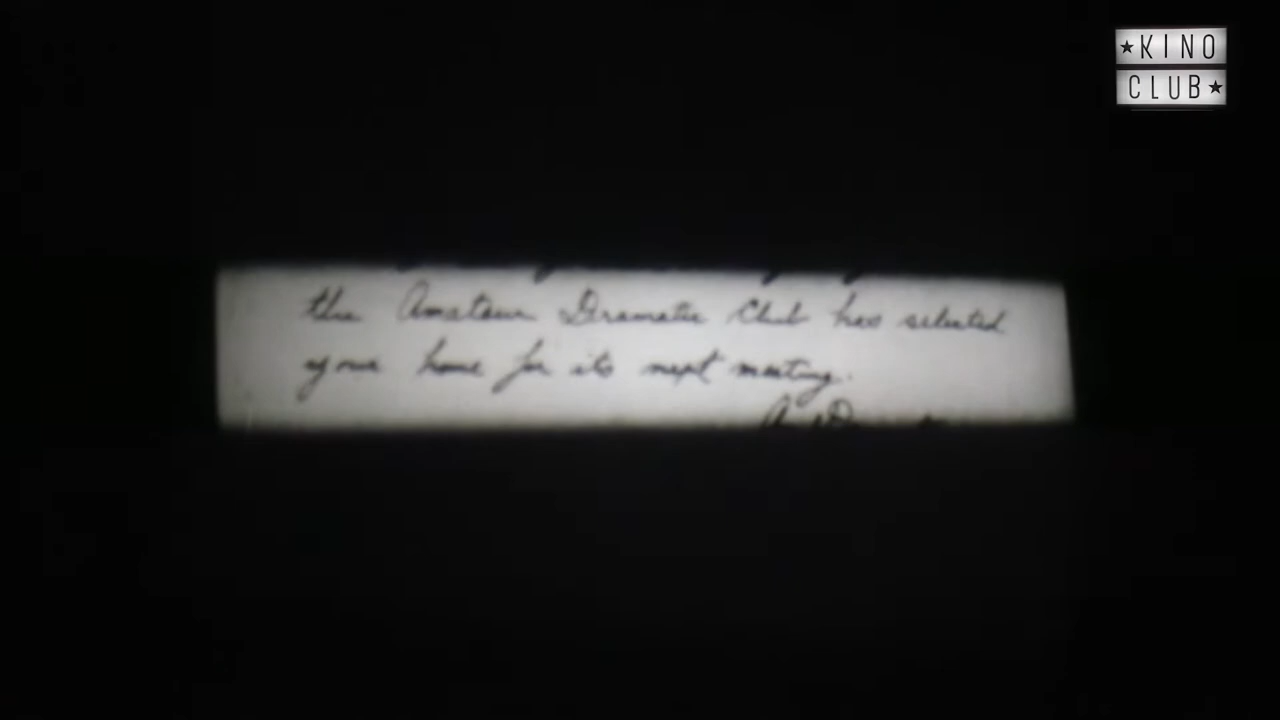 ★KINO
CLUB★
the Amateur Dramatic Club has selected
your home for its next meeting.